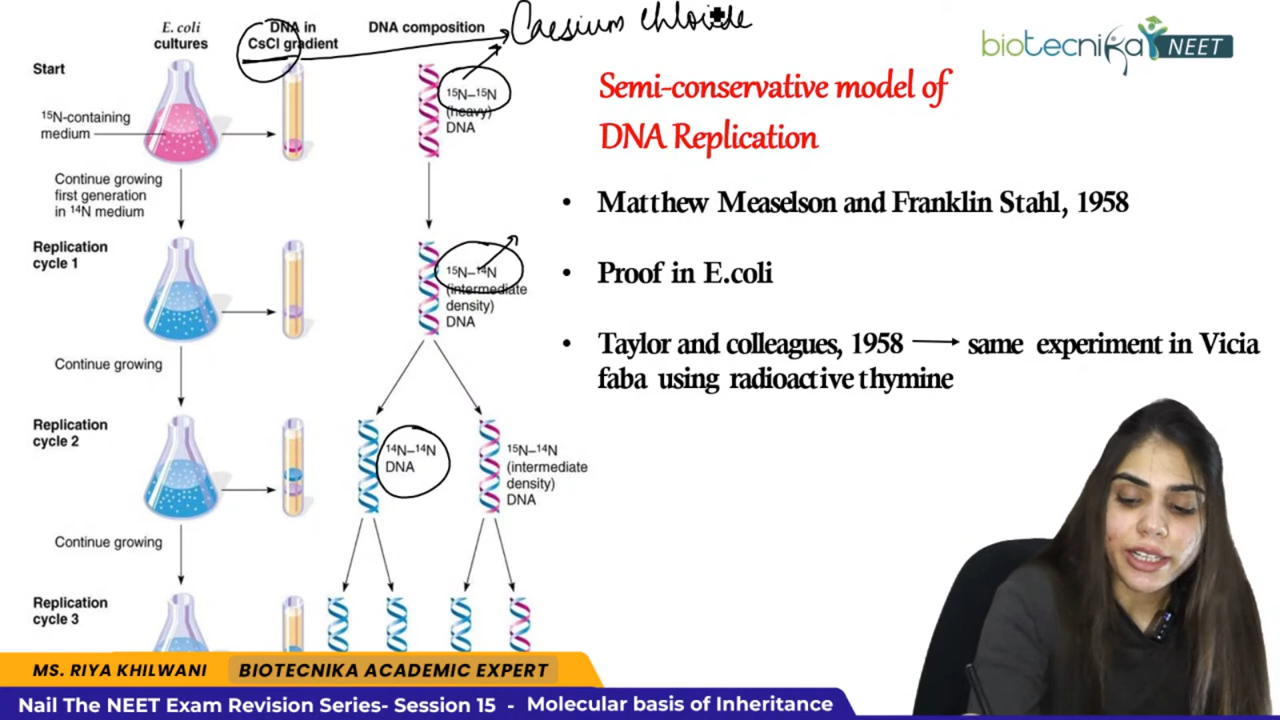 E. coli
cultures
DNA in
CsCl gradient
DNA composition
Caesium chloride
biotecnika NEET
Start
15N-containing
medium
15N–15N
(heavy)
DNA
Semi-conservative model of
DNA Replication
Continue growing
first generation
in 14N medium
• Matthew Measelson and Franklin Stahl, 1958
Replication
cycle 1
15N–14N
(intermediate
density)
DNA
• Proof in E.coli
• Taylor and colleagues, 1958 → same experiment in Vicia
faba using radioactive thymine
Continue growing
Replication
cycle 2
14N–14N
DNA
15N–14N
(intermediate
density)
DNA
Continue growing
Replication
cycle 3
MS. RIYA KHILWANI BIOTECNIKA ACADEMIC EXPERT
Nail The NEET Exam Revision Series- Session 15 - Molecular basis of Inheritance